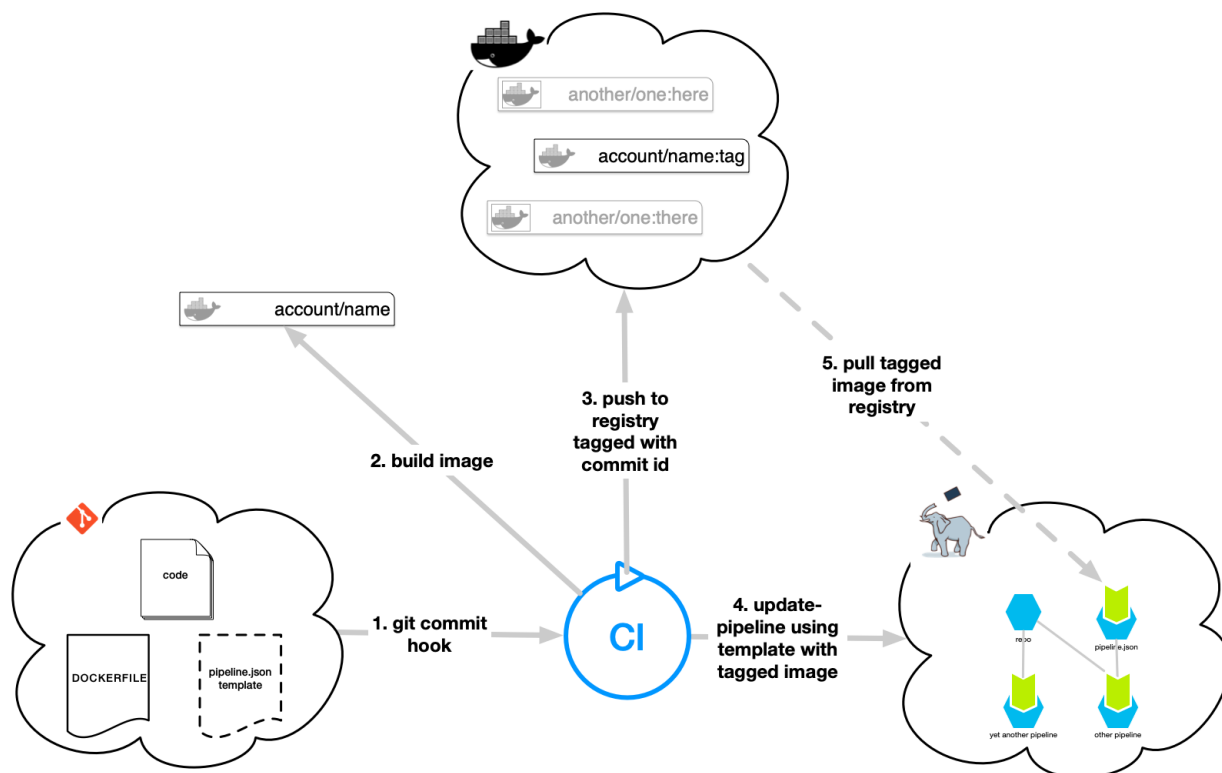 another/one:here
account/name:tag
another/one:there
account/name
5. pull tagged
image from
registry
3. push to
registry
tagged with
commit id
2. build image
code
DOCKERFILE
pipeline.json
template
1. git commit
hook
CI
4. update-
pipeline using
template with
tagged image
repo
pipeline.json
yet another pipeline
other pipeline